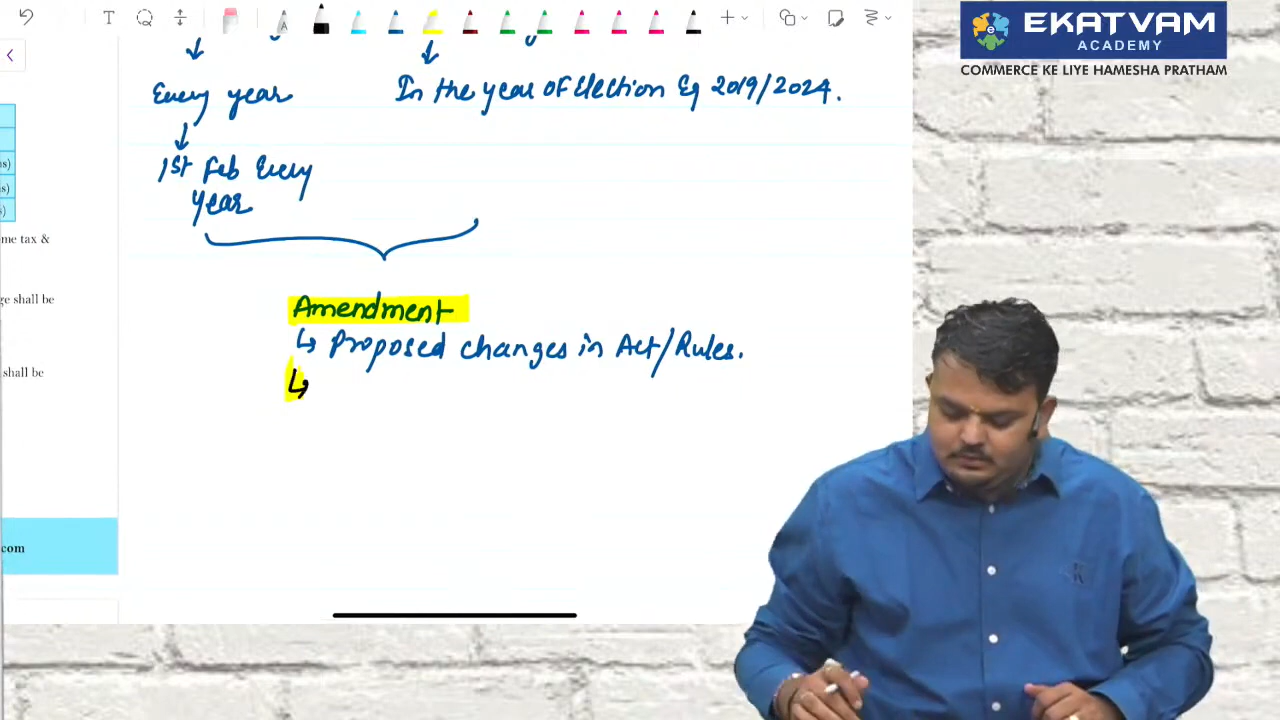 EKATVAM
ACADEMY
COMMERCE KE LIYE HAMESHA PRATHAM
Every year
In the year of Election Eg 2019/2024.
1st Feb Every
year
s)
s)
s)
ome tax &
Amendment
↳ Proposed changes in Act/Rules.
↳
ge shall be
shall be
com